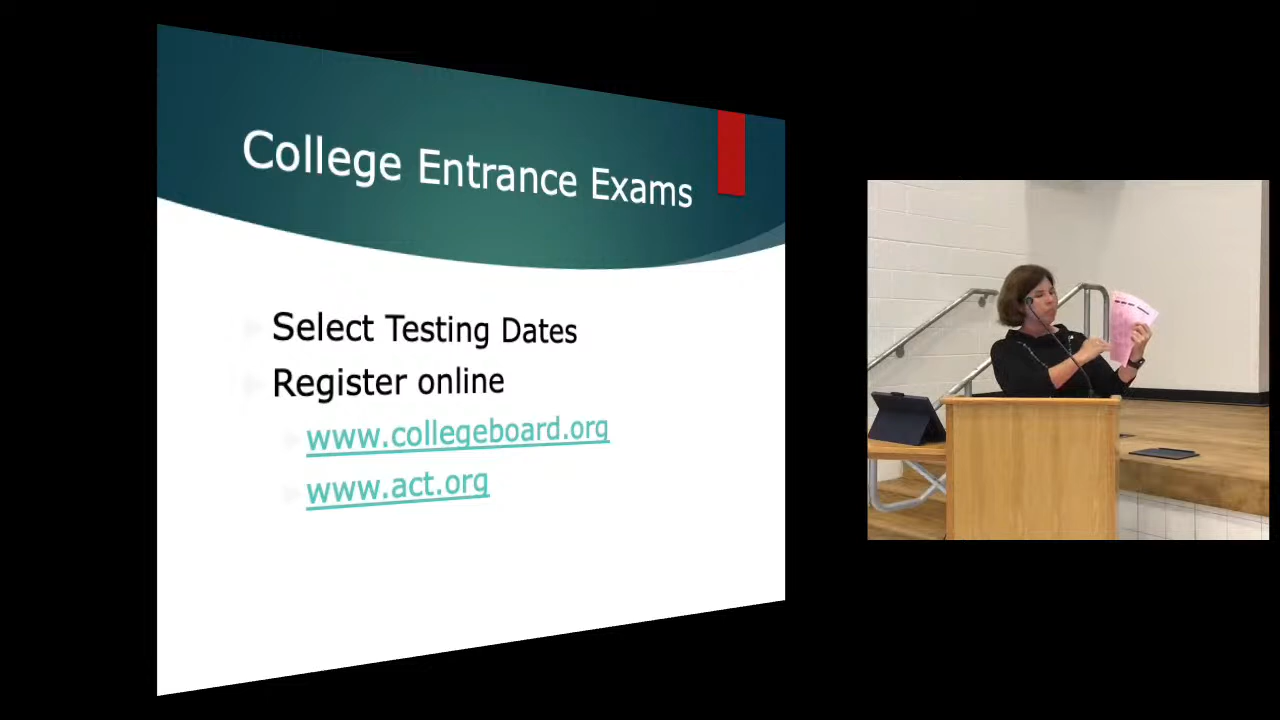 College Entrance Exams
Select Testing Dates
Register online
www.collegeboard.org
www.act.org